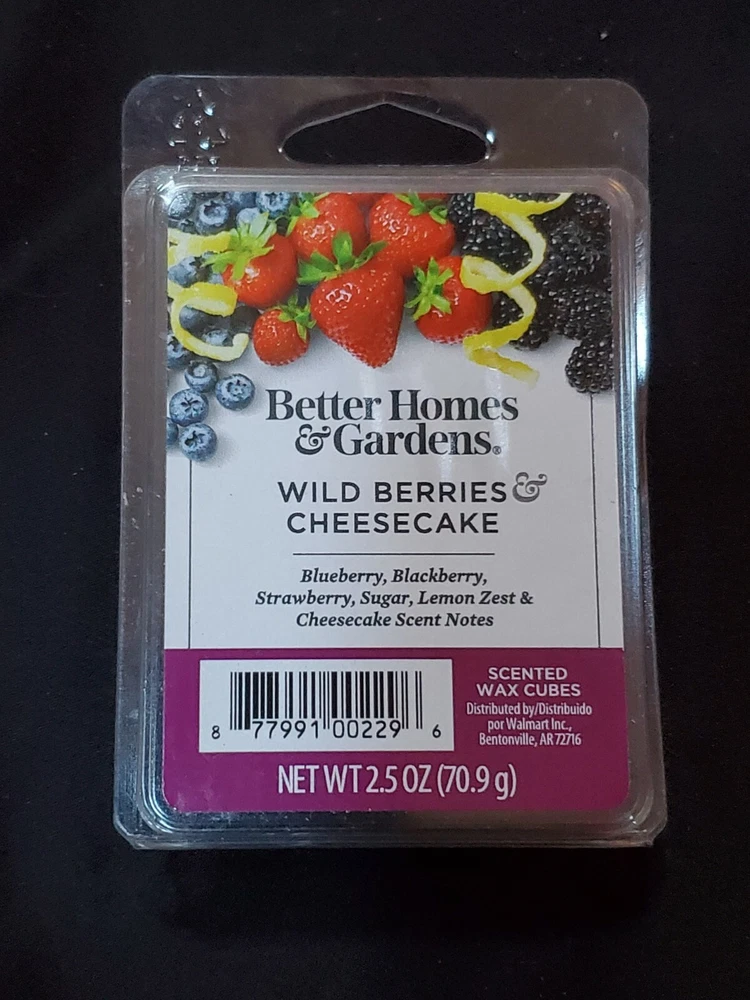 Better Homes
& Gardens®
WILD BERRIES &
CHEESECAKE
Blueberry, Blackberry,
Strawberry, Sugar, Lemon Zest &
Cheesecake Scent Notes
8 77991 00229 6
SCENTED
WAX CUBES
Distributed by/Distribuido
por Walmart Inc.,
Bentonville, AR 72716
NET WT 2.5 OZ (70.9 g)